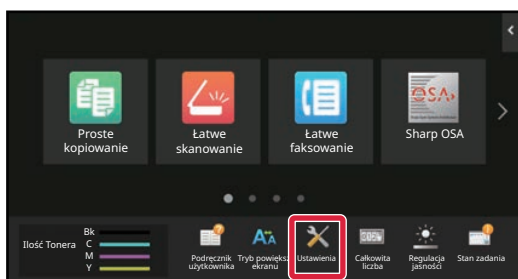 OSA
Proste
kopiowanie
Łatwe
skanowanie
Łatwe
faksowanie
Sharp OSA
Ilość Tonera
Bk
C
M
Y
Podręcznik
użytkownika
Tryb powiększ
ekranu
Ustawienia
Całkowita
liczba
Regulacja
jasności
Stan zadania